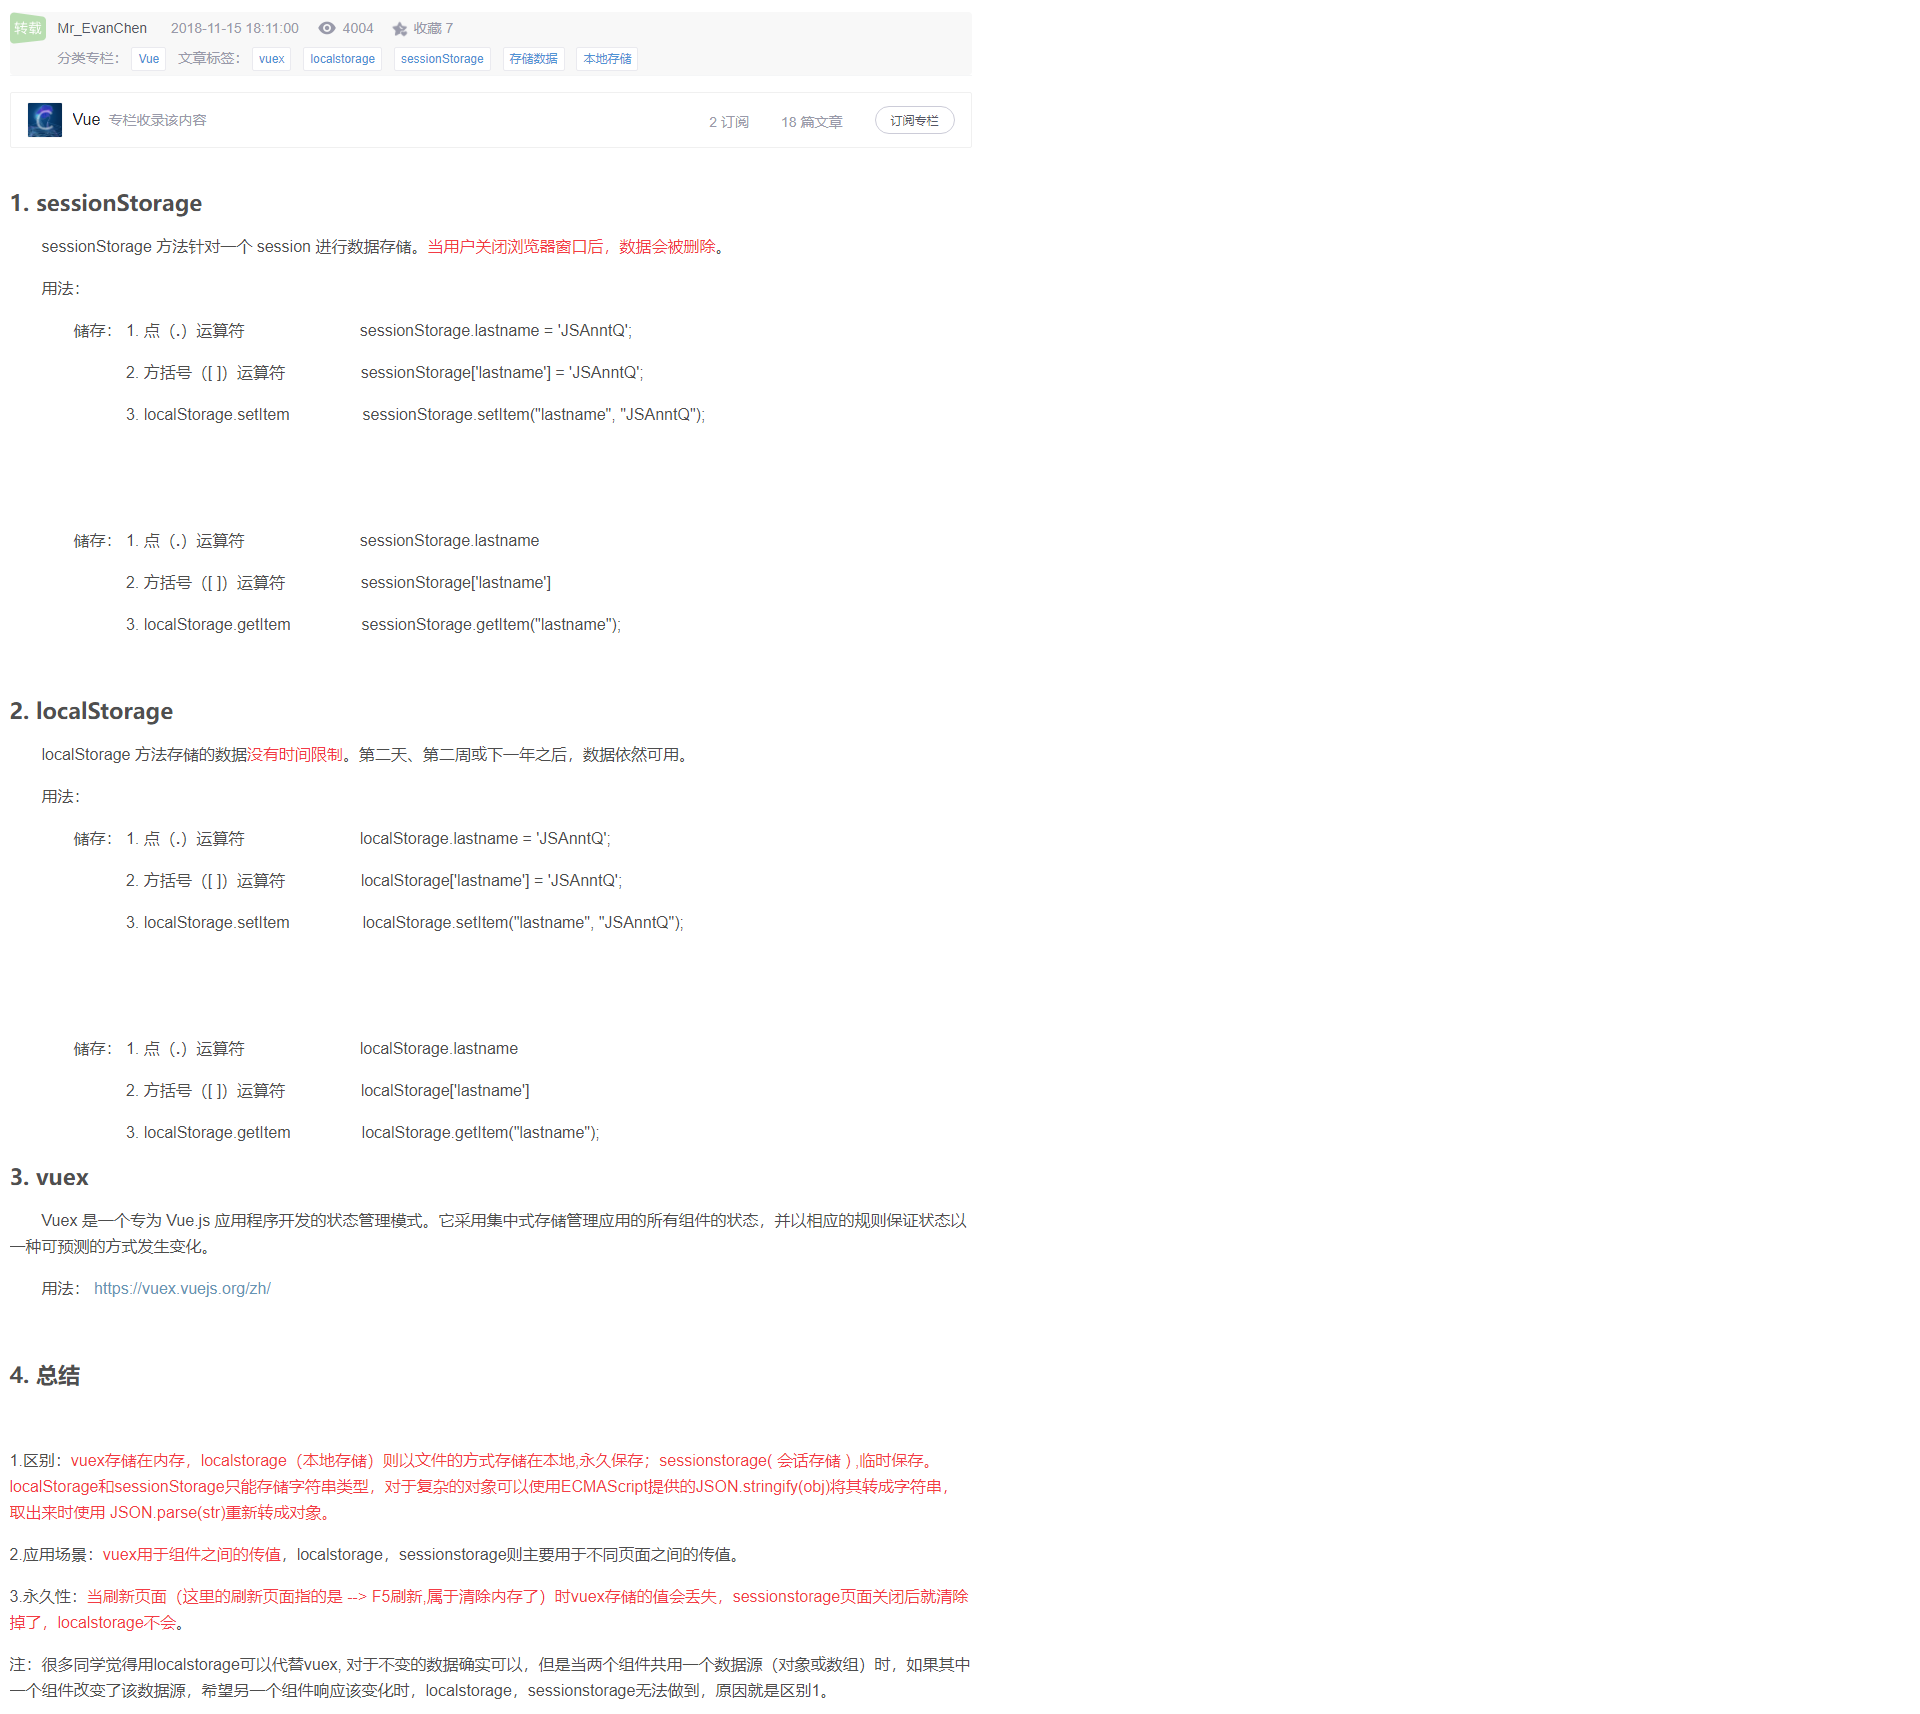 转载 Mr_EvanChen 2018-11-15 18:11:00 4004 收藏 7
分类专栏： Vue 文章标签： vuex localstorage sessionStorage 存储数据 本地存储
Vue 专栏收录该内容 2 订阅 18 篇文章 订阅专栏
1. sessionStorage
sessionStorage 方法针对一个 session 进行数据存储。当用户关闭浏览器窗口后，数据会被删除。
用法：
储存： 1. 点（.）运算符 sessionStorage.lastname = 'JSAnntQ';
2. 方括号（[ ]）运算符 sessionStorage['lastname'] = 'JSAnntQ';
3. localStorage.setItem sessionStorage.setItem("lastname", "JSAnntQ");
储存： 1. 点（.）运算符 sessionStorage.lastname
2. 方括号（[ ]）运算符 sessionStorage['lastname']
3. localStorage.getItem sessionStorage.getItem("lastname");
2. localStorage
localStorage 方法存储的数据没有时间限制。第二天、第二周或下一年之后，数据依然可用。
用法：
储存： 1. 点（.）运算符 localStorage.lastname = 'JSAnntQ';
2. 方括号（[ ]）运算符 localStorage['lastname'] = 'JSAnntQ';
3. localStorage.setItem localStorage.setItem("lastname", "JSAnntQ");
储存： 1. 点（.）运算符 localStorage.lastname
2. 方括号（[ ]）运算符 localStorage['lastname']
3. localStorage.getItem localStorage.getItem("lastname");
3. vuex
Vuex 是一个专为 Vue.js 应用程序开发的状态管理模式。它采用集中式存储管理应用的所有组件的状态，并以相应的规则保证状态以
一种可预测的方式发生变化。
用法： https://vuex.vuejs.org/zh/
4. 总结
1.区别：vuex存储在内存，localstorage（本地存储）则以文件的方式存储在本地,永久保存；sessionstorage( 会话存储 ) ,临时保存。
localStorage和sessionStorage只能存储字符串类型，对于复杂的对象可以使用ECMAScript提供的JSON.stringify(obj)将其转成字符串，
取出来时使用 JSON.parse(str)重新转成对象。
2.应用场景：vuex用于组件之间的传值，localstorage，sessionstorage则主要用于不同页面之间的传值。
3.永久性：当刷新页面（这里的刷新页面指的是 --> F5刷新,属于清除内存了）时vuex存储的值会丢失，sessionstorage页面关闭后就清除
掉了，localstorage不会。
注：很多同学觉得用localstorage可以代替vuex, 对于不变的数据确实可以，但是当两个组件共用一个数据源（对象或数组）时，如果其中
一个组件改变了该数据源，希望另一个组件响应该变化时，localstorage，sessionstorage无法做到，原因就是区别1。